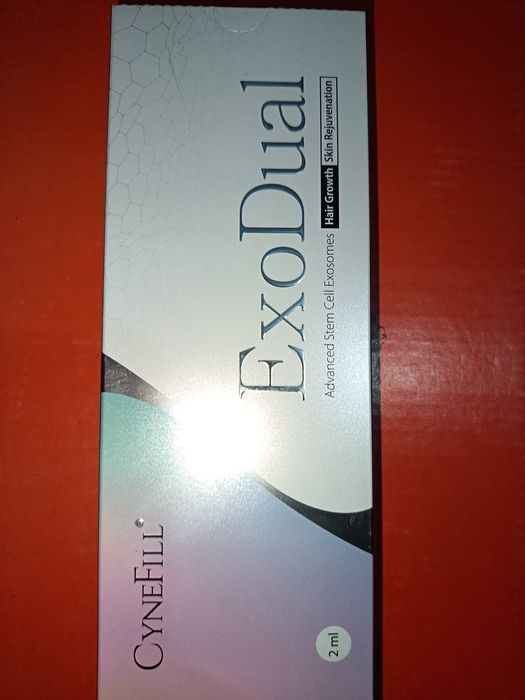 CYNEFILL®
ExoDual
Advanced Stem Cell Exosomes Hair Growth Skin Rejuvenation
2 ml